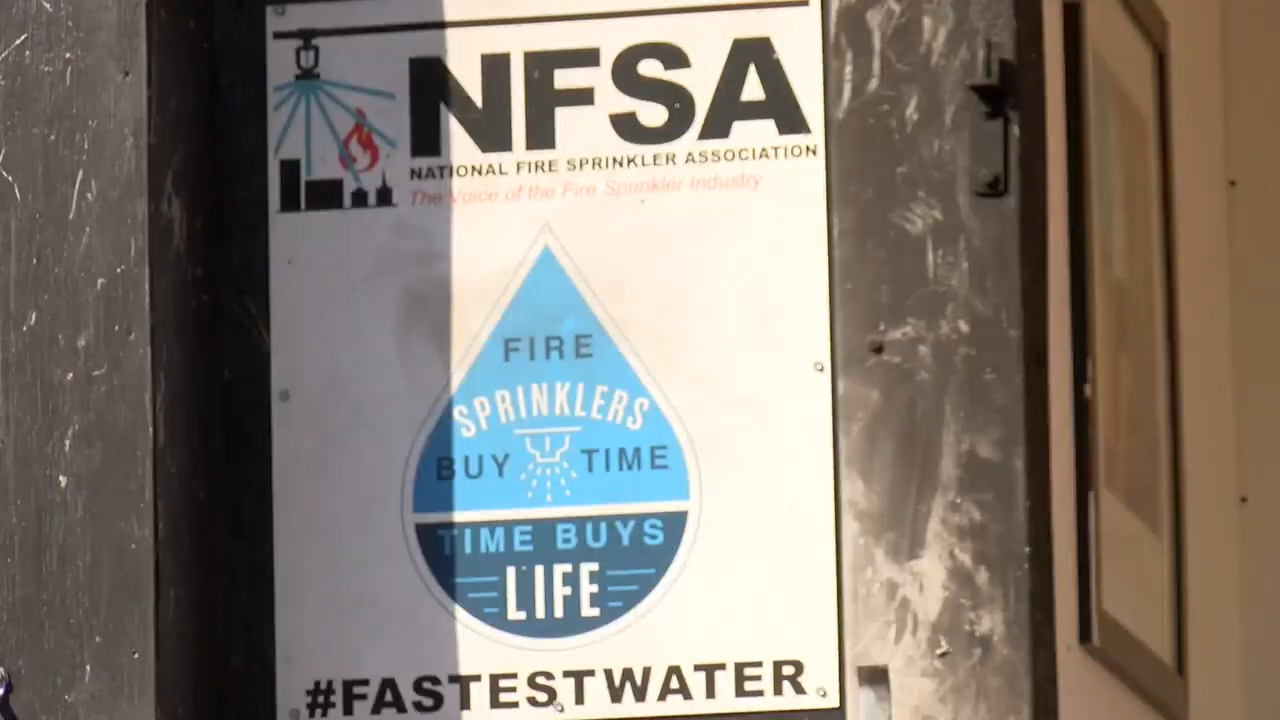 NFSA
NATIONAL FIRE SPRINKLER ASSOCIATION
The Voice of the Fire Sprinkler Industry
FIRE
SPRINKLERS
BUY TIME
TIME BUYS
LIFE
#FASTESTWATER